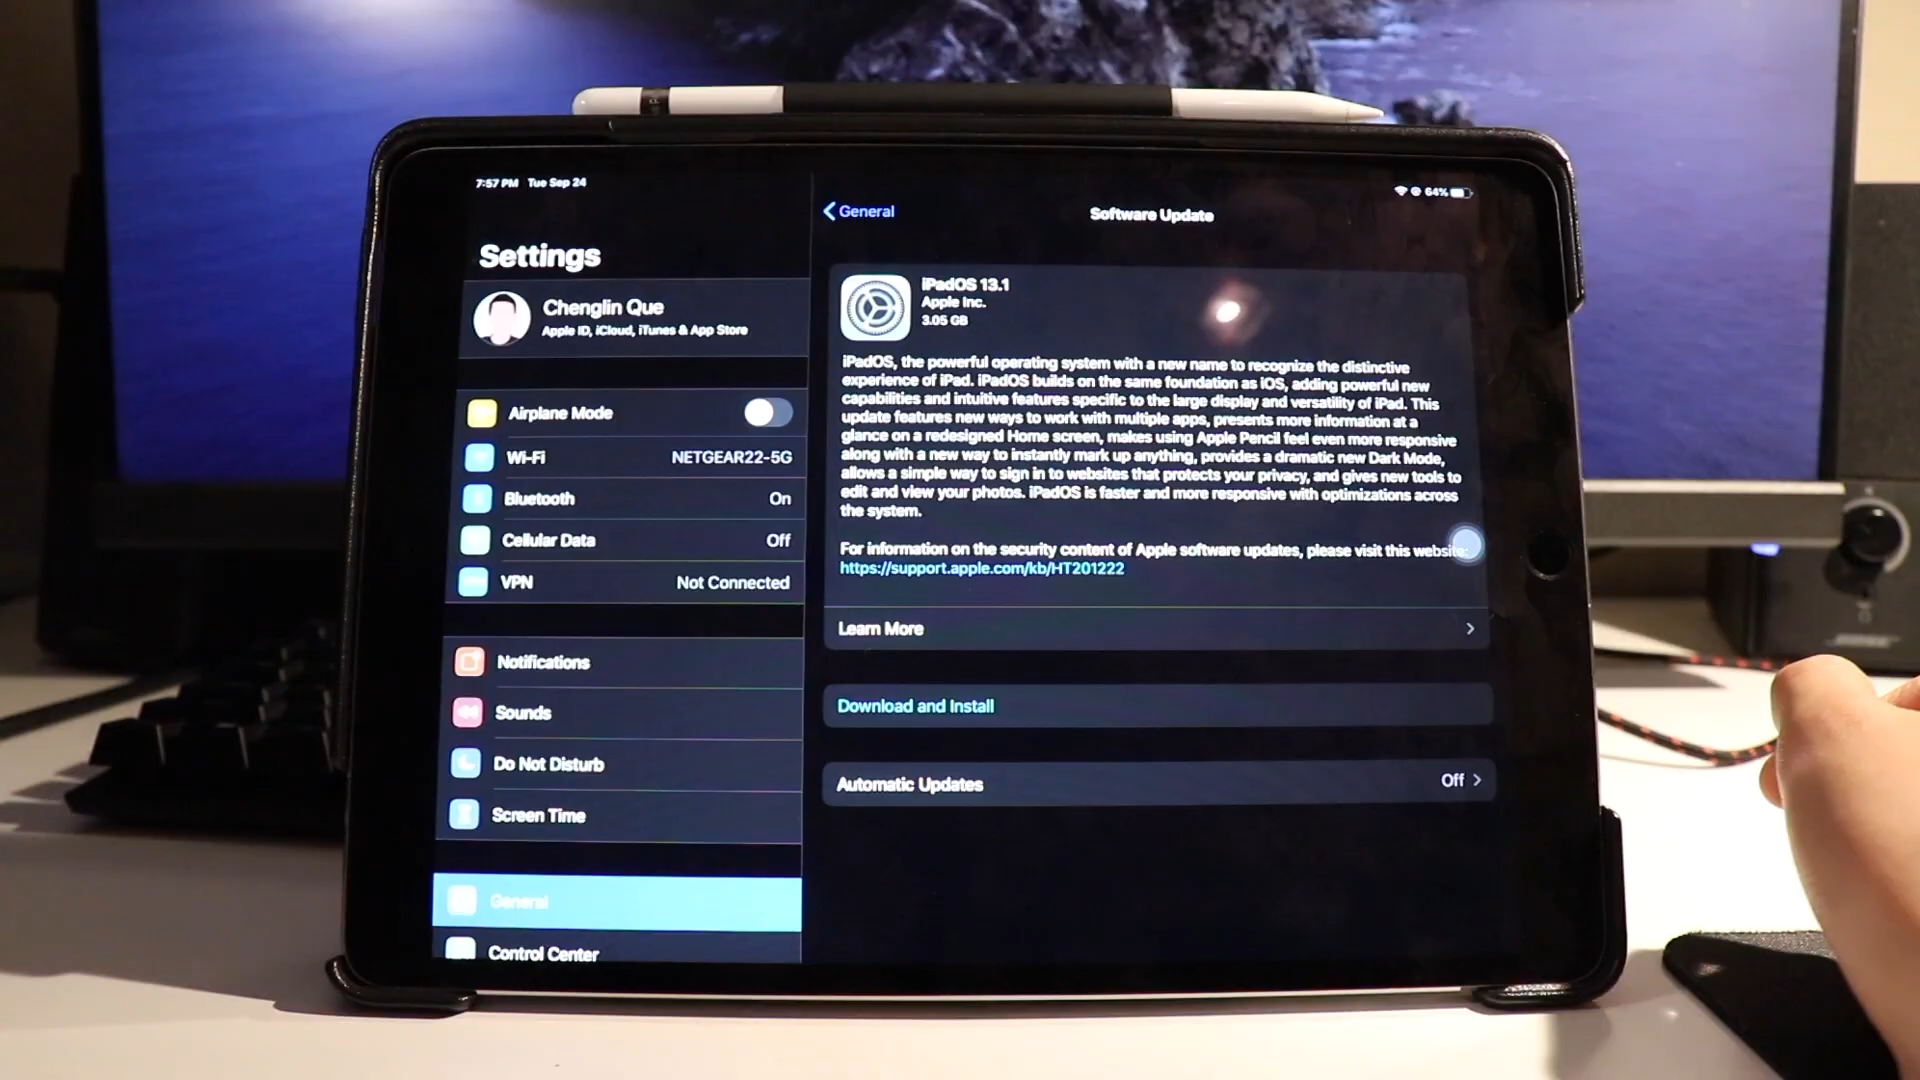 7:57 PM Tue Sep 24
64%
Settings
Chenglin Que
Apple ID, iCloud, iTunes & App Store
Airplane Mode
Wi-Fi NETGEAR22-5G
Bluetooth On
Cellular Data Off
VPN Not Connected
Notifications
Sounds
Do Not Disturb
Screen Time
General
Control Center
General
Software Update
iPadOS 13.1
Apple Inc.
3.05 GB
iPadOS, the powerful operating system with a new name to recognize the distinctive
experience of iPad. iPadOS builds on the same foundation as iOS, adding powerful new
capabilities and intuitive features specific to the large display and versatility of iPad. This
update features new ways to work with multiple apps, presents more information at a
glance on a redesigned Home screen, makes using Apple Pencil feel even more responsive
along with a new way to instantly mark up anything, provides a dramatic new Dark Mode,
allows a simple way to sign in to websites that protects your privacy, and gives new tools to
edit and view your photos. iPadOS is faster and more responsive with optimizations across
the system.
For information on the security content of Apple software updates, please visit this website:
https://support.apple.com/kb/HT201222
Learn More
Download and Install
Automatic Updates Off